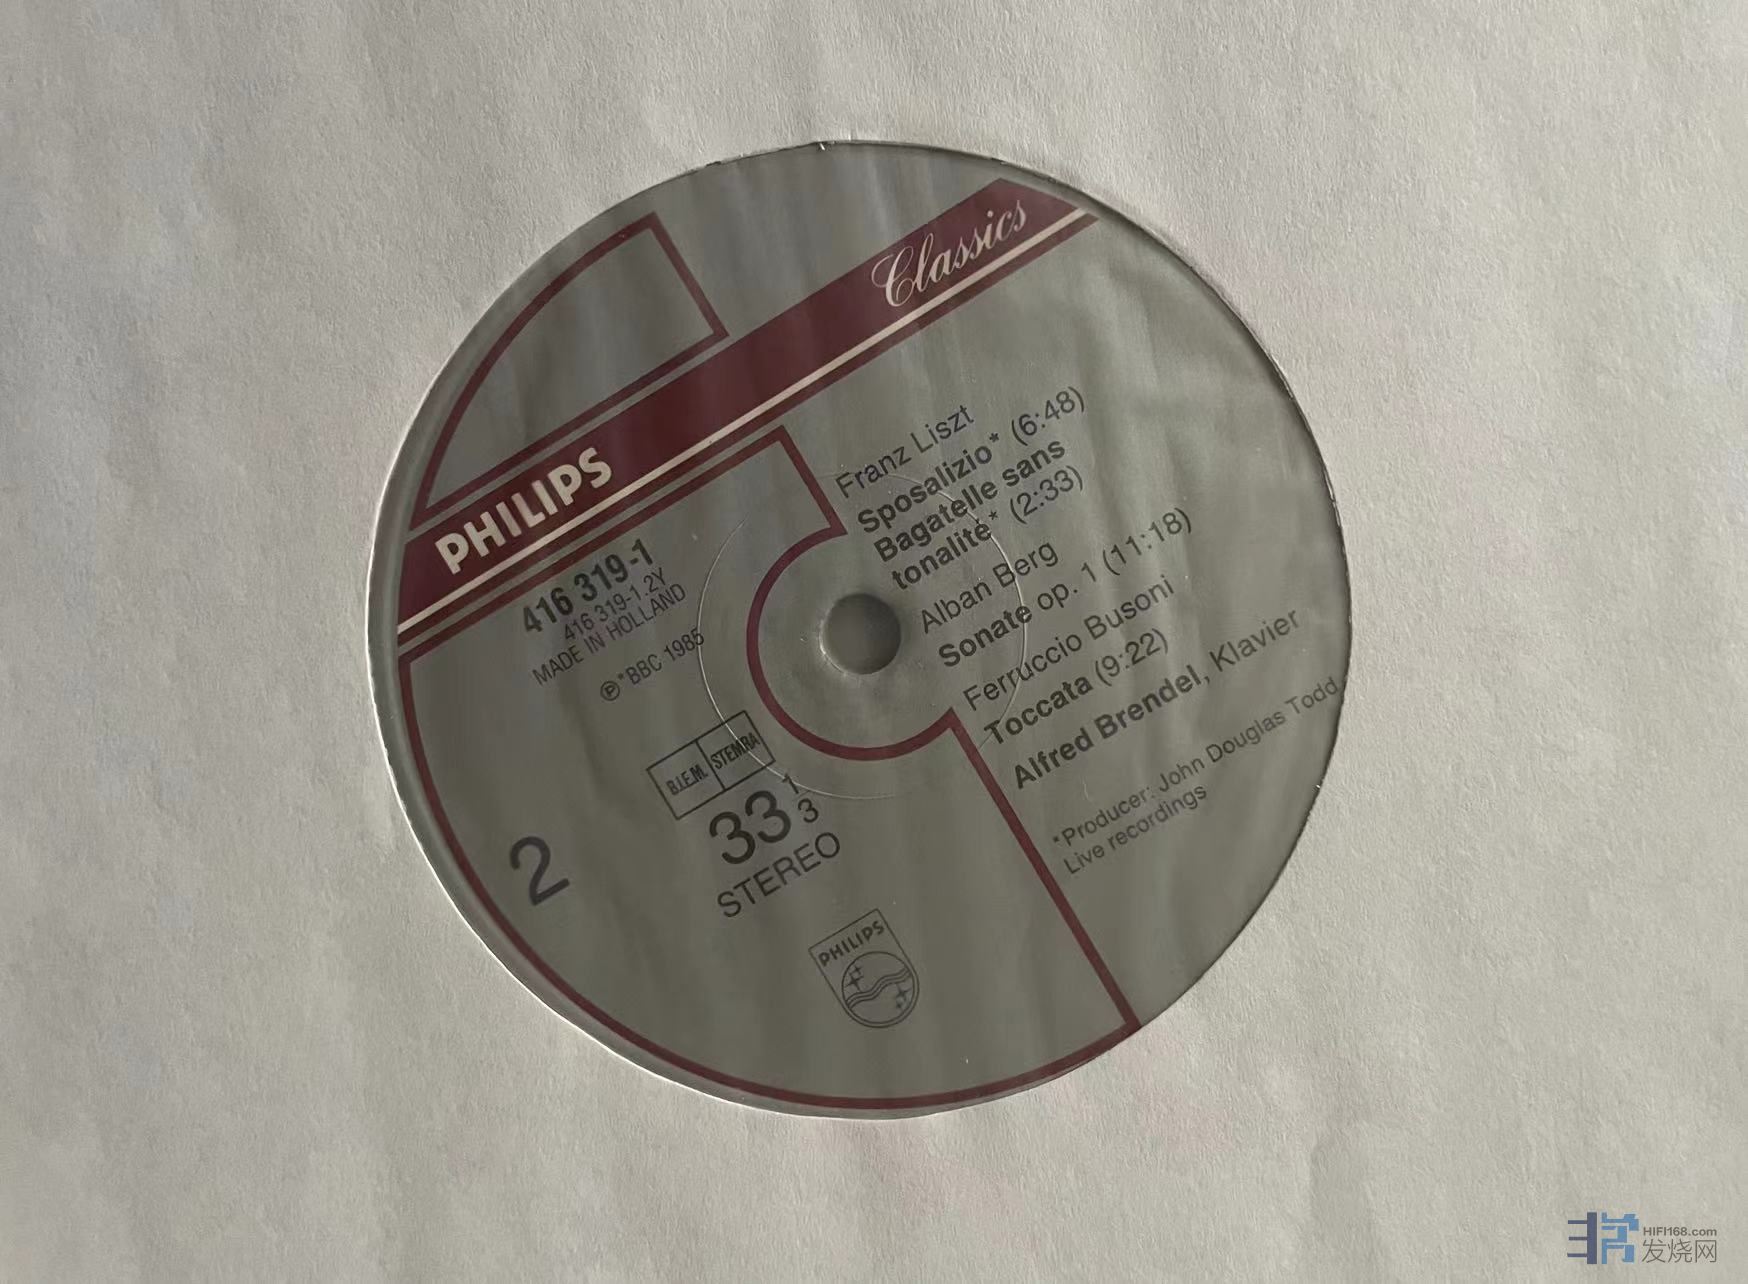 Classics
PHILIPS
416 319-1
416 319-1.2Y
MADE IN HOLLAND
℗*BBC 1985
B.I.E.M. STEMRA
33 1/3
STEREO
2
PHILIPS
Franz Liszt
Sposalizio* (6:48)
Bagatelle sans
tonalité* (2:33)
Alban Berg
Sonate op. 1 (11:18)
Ferruccio Busoni
Toccata (9:22)
Alfred Brendel, Klavier
*Producer: John Douglas Todd
Live recordings
HIFI168.com
发烧网